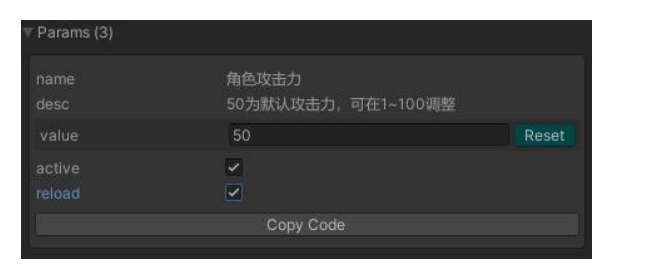 Params (3)
name 角色攻击力
desc 50为默认攻击力，可在1~100调整
value 50 Reset
active
reload
Copy Code